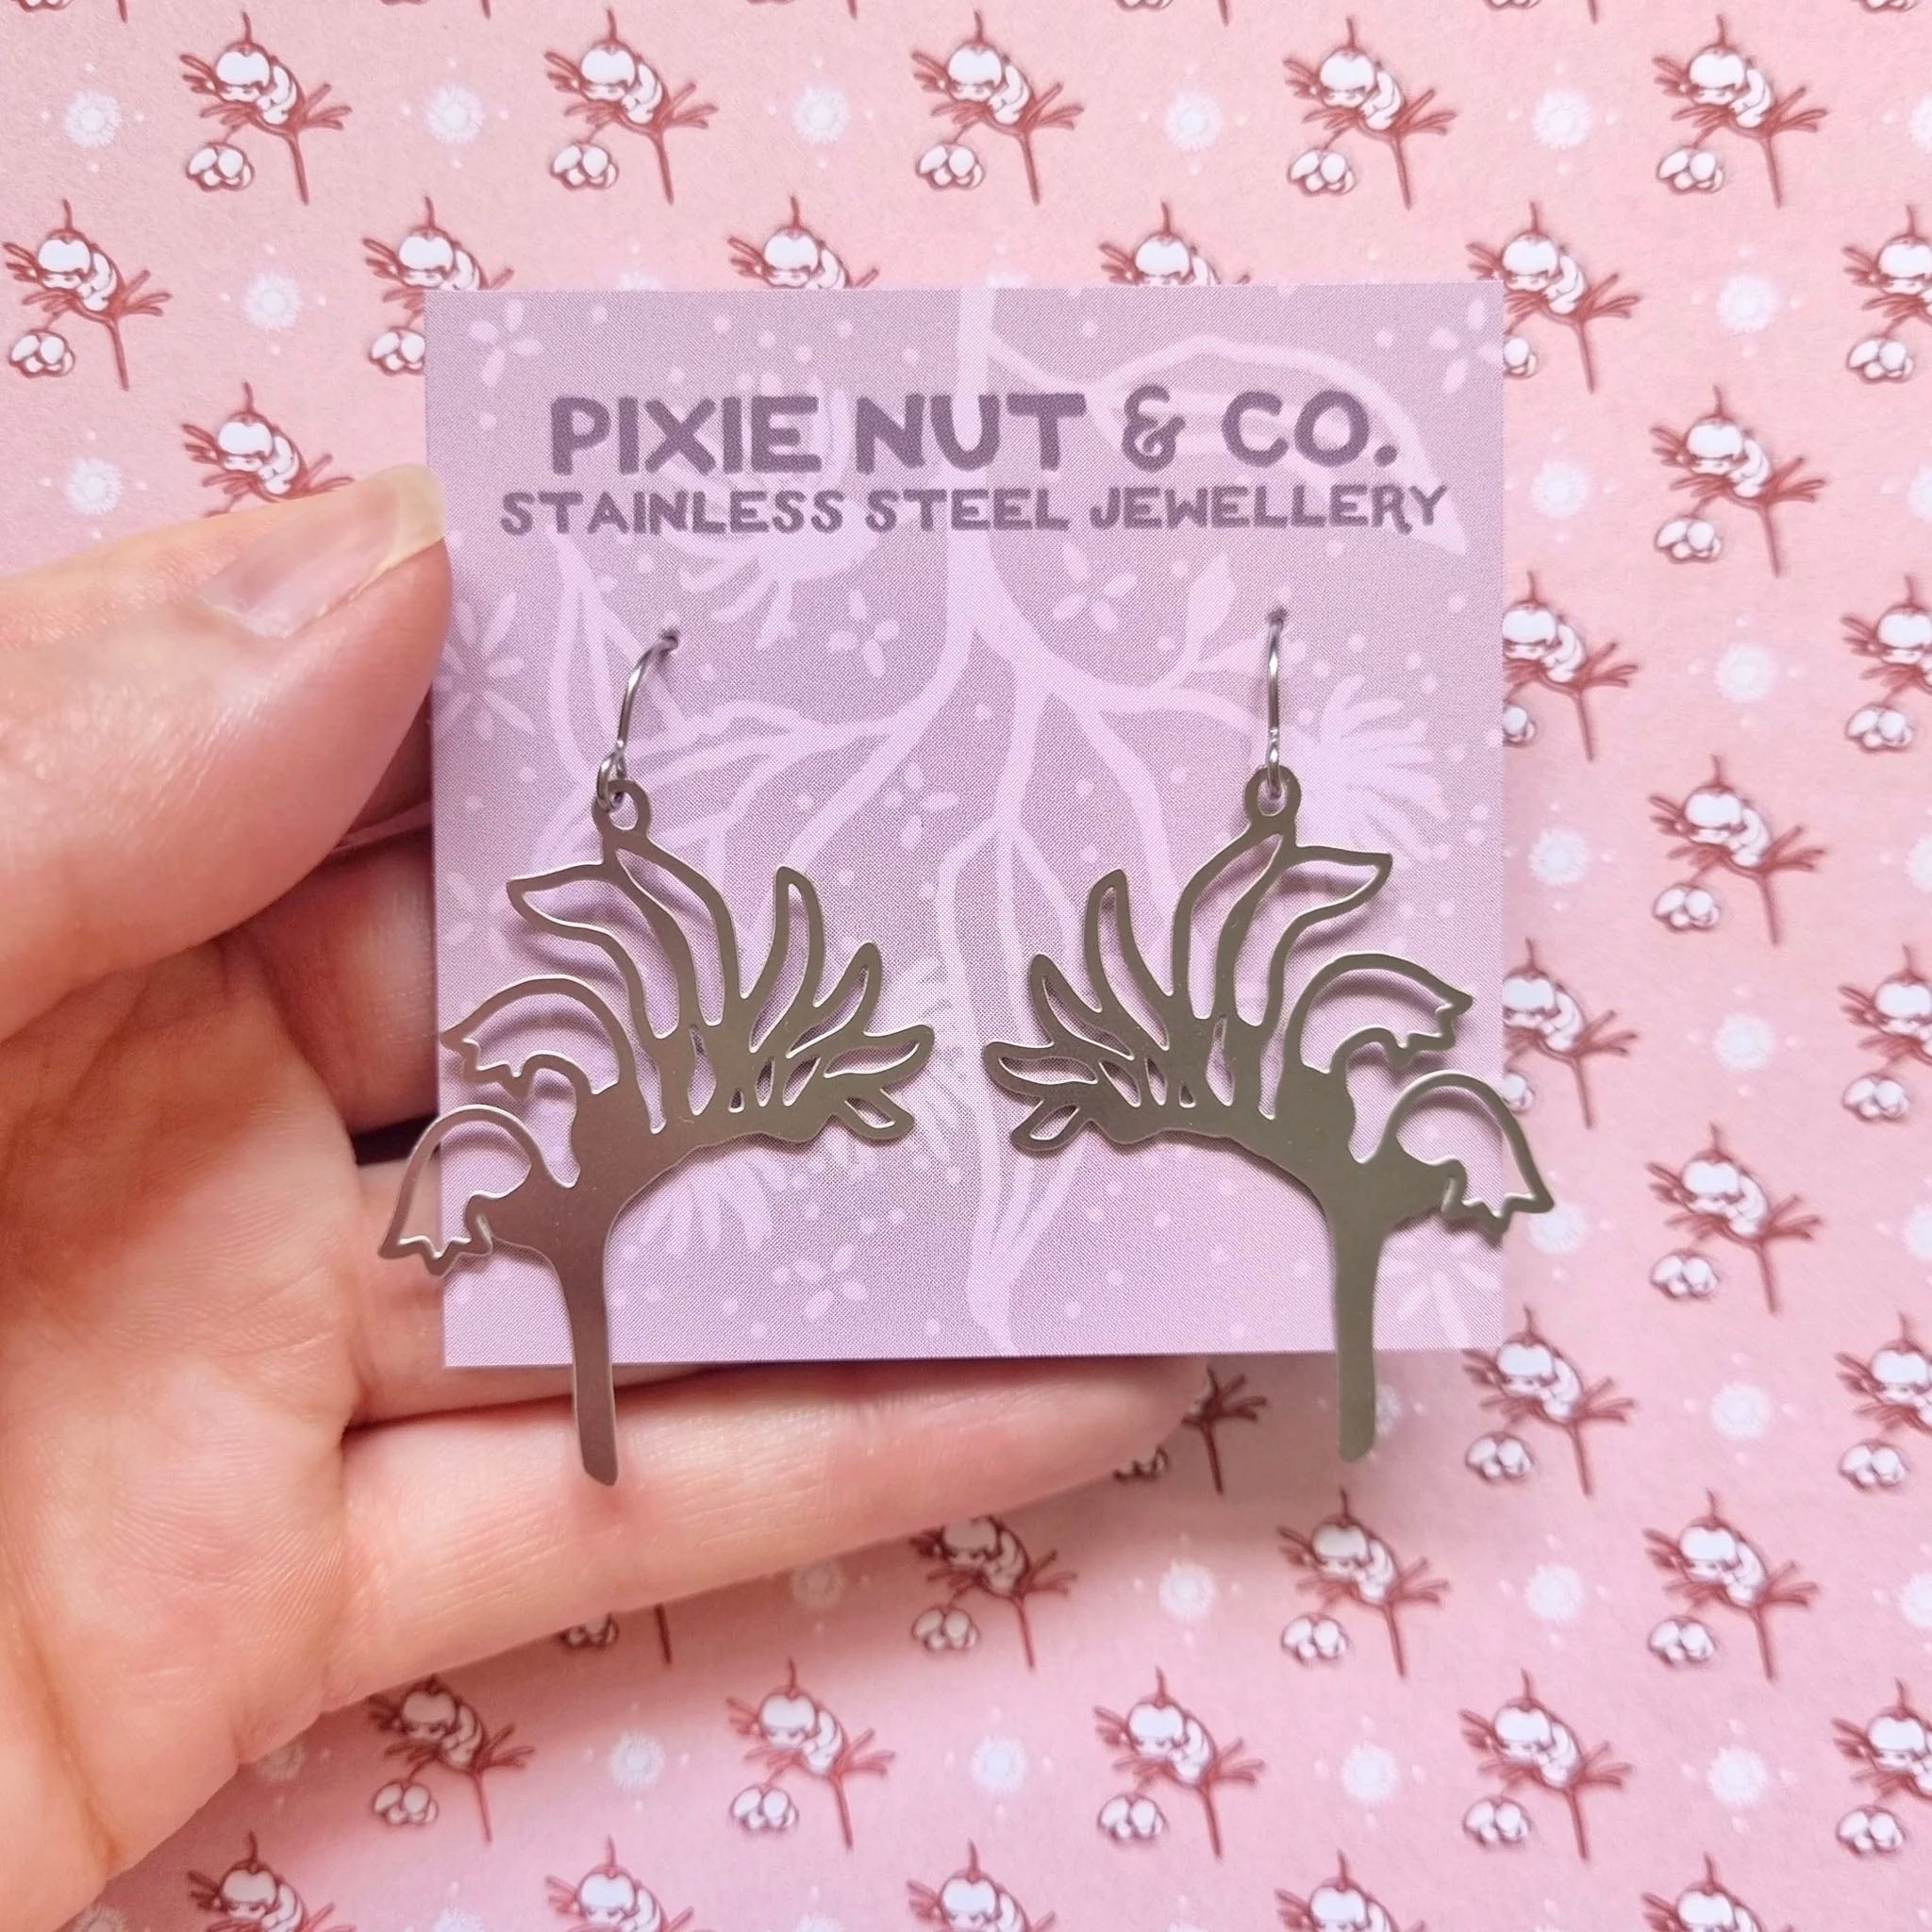 PIXIE NUT & CO.
STAINLESS STEEL JEWELLERY